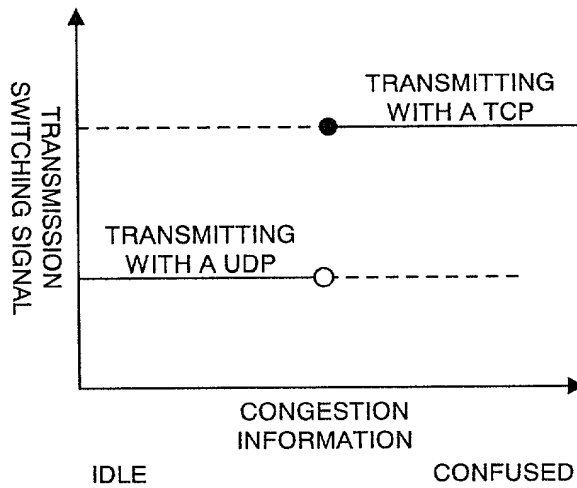 TRANSMISSION
SWITCHING SIGNAL
TRANSMITTING
WITH A TCP
TRANSMITTING
WITH A UDP
CONGESTION
INFORMATION
IDLE
CONFUSED